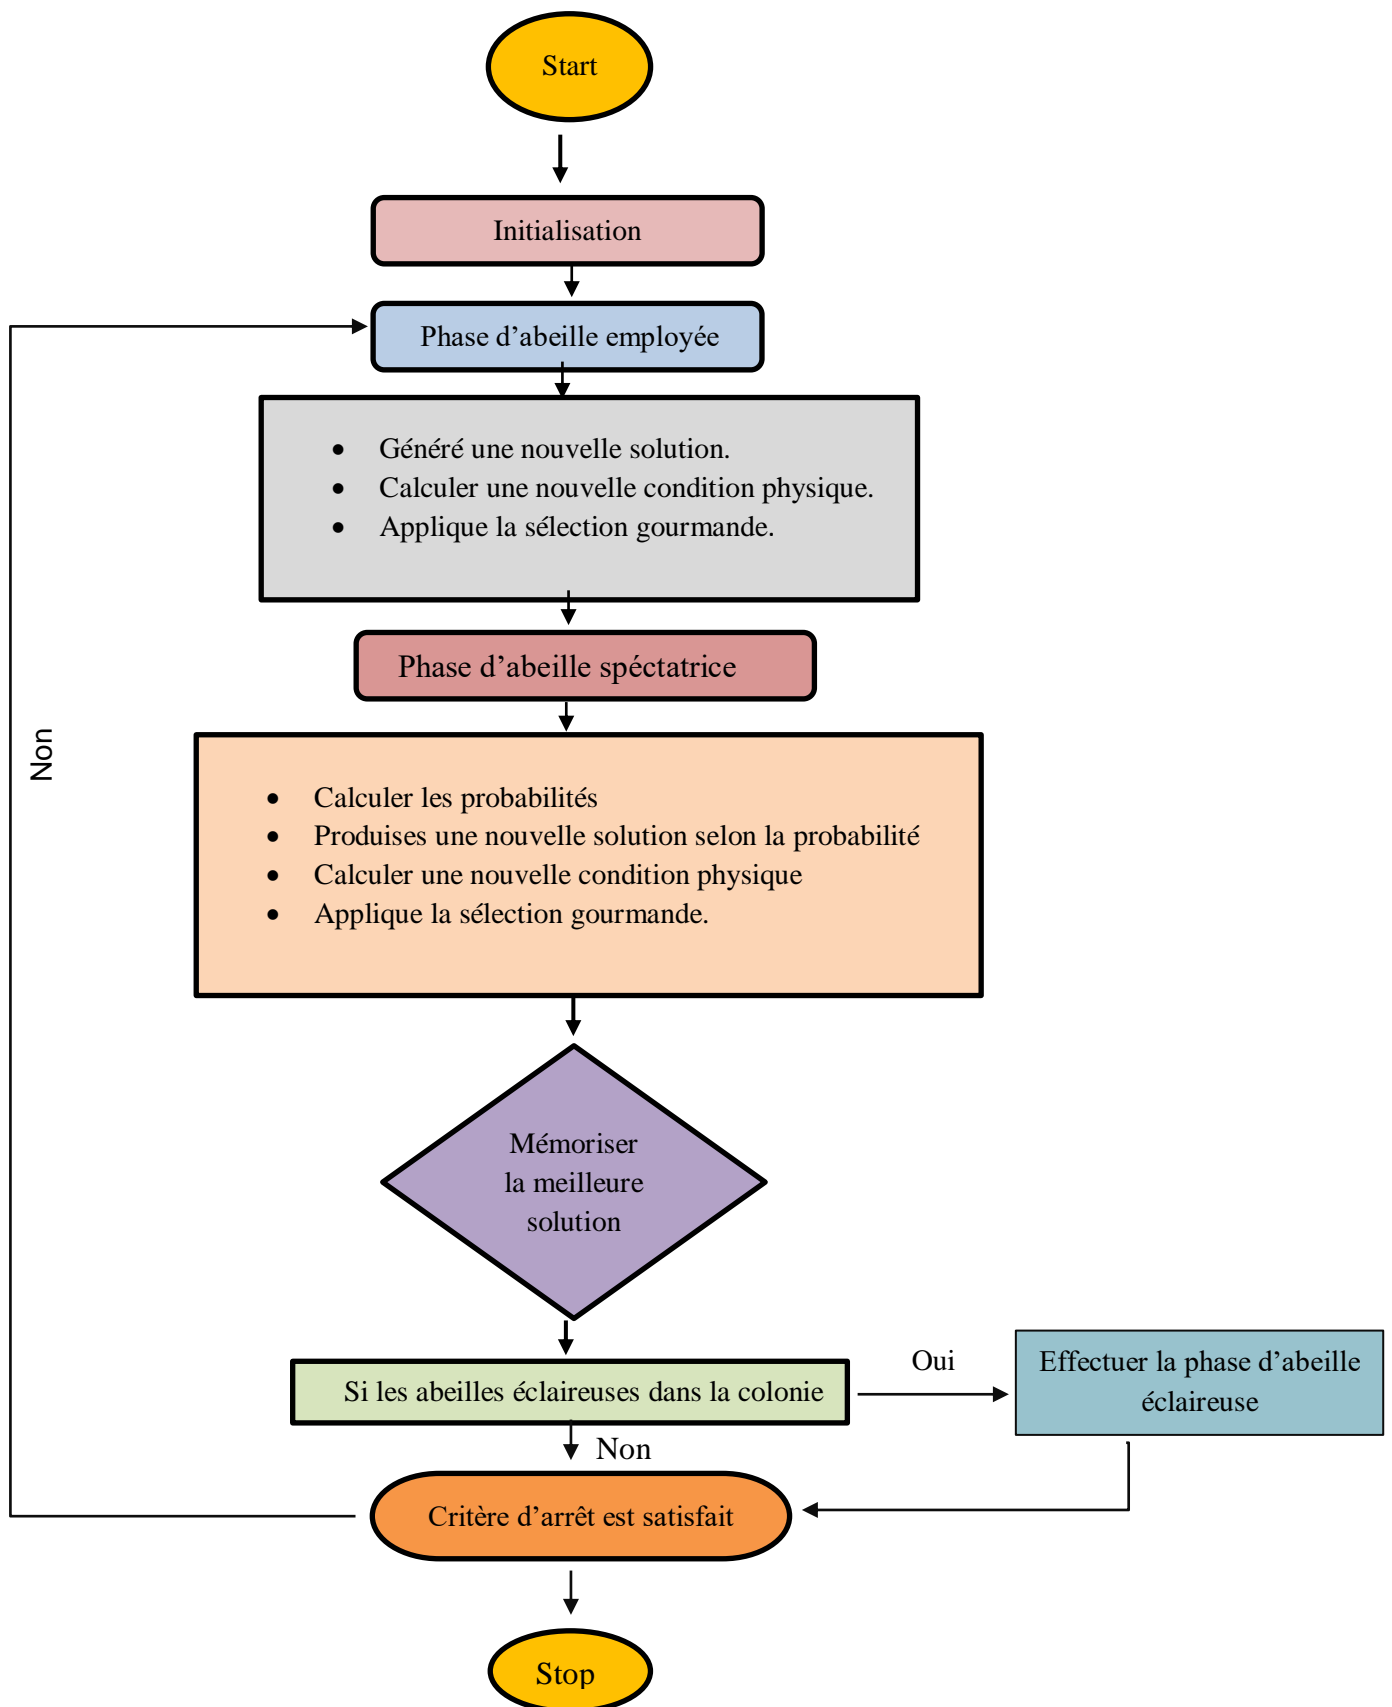 Start
Initialisation
Phase d’abeille employée
• Généré une nouvelle solution.
• Calculer une nouvelle condition physique.
• Applique la sélection gourmande.
Phase d’abeille spéctatrice
Non
• Calculer les probabilités
• Produises une nouvelle solution selon la probabilité
• Calculer une nouvelle condition physique
• Applique la sélection gourmande.
Mémoriser
la meilleure
solution
Si les abeilles éclaireuses dans la colonie
Oui
Effectuer la phase d’abeille
éclaireuse
Non
Critère d’arrêt est satisfait
Stop